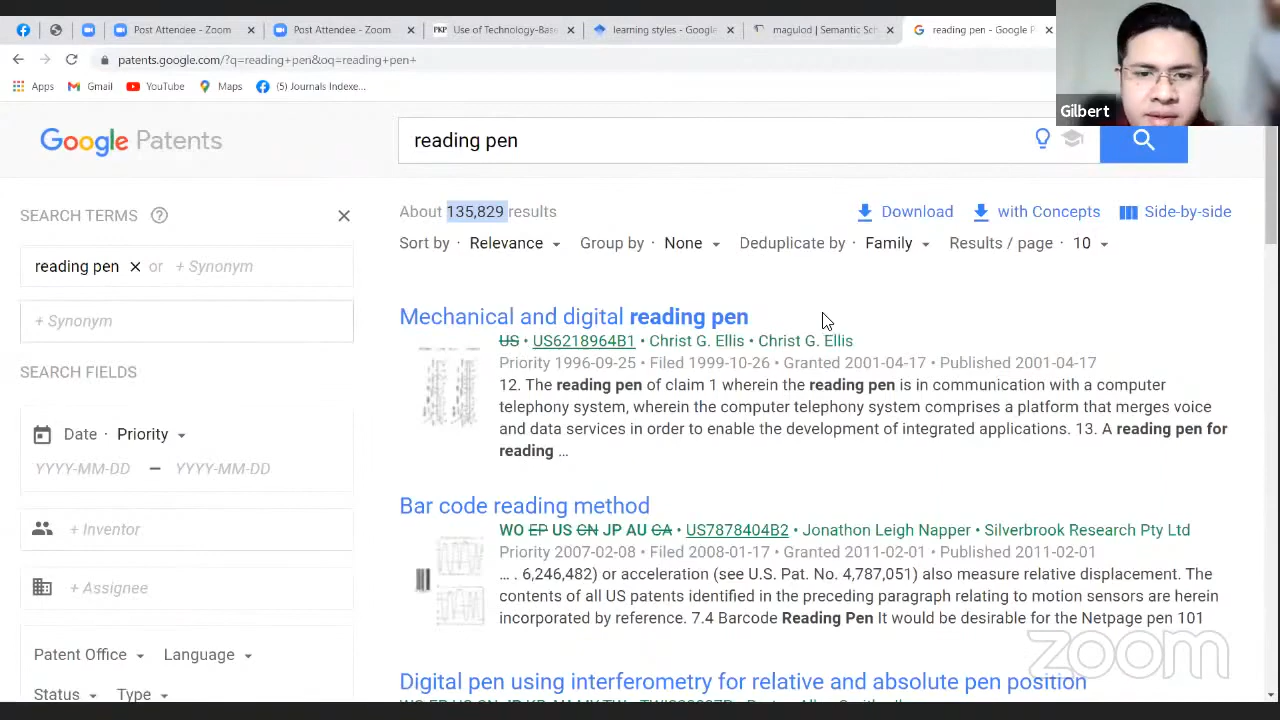 Post Attendee - Zoom
Post Attendee - Zoom
PKP Use of Technology-Bas
learning styles - Google
magulod | Semantic Sch
reading pen - Google P
patents.google.com/?q=reading+pen&oq=reading+pen+
Apps Gmail YouTube Maps (5) Journals Indexe...
Gilbert
Google Patents
reading pen
SEARCH TERMS
reading pen or + Synonym
+ Synonym
SEARCH FIELDS
Date · Priority
YYYY-MM-DD – YYYY-MM-DD
+ Inventor
+ Assignee
Patent Office Language
Status Type
About 135,829 results
Download with Concepts Side-by-side
Sort by · Relevance Group by · None Deduplicate by · Family Results / page · 10
Mechanical and digital reading pen
US • US6218964B1 • Christ G. Ellis • Christ G. Ellis
Priority 1996-09-25 • Filed 1999-10-26 • Granted 2001-04-17 • Published 2001-04-17
12. The reading pen of claim 1 wherein the reading pen is in communication with a computer
telephony system, wherein the computer telephony system comprises a platform that merges voice
and data services in order to enable the development of integrated applications. 13. A reading pen for
reading ...
Bar code reading method
WO EP US CN JP AU CA • US7878404B2 • Jonathon Leigh Napper • Silverbrook Research Pty Ltd
Priority 2007-02-08 • Filed 2008-01-17 • Granted 2011-02-01 • Published 2011-02-01
... . 6,246,482) or acceleration (see U.S. Pat. No. 4,787,051) also measure relative displacement. The
contents of all US patents identified in the preceding paragraph relating to motion sensors are herein
incorporated by reference. 7.4 Barcode Reading Pen It would be desirable for the Netpage pen 101
Digital pen using interferometry for relative and absolute pen position
zoom